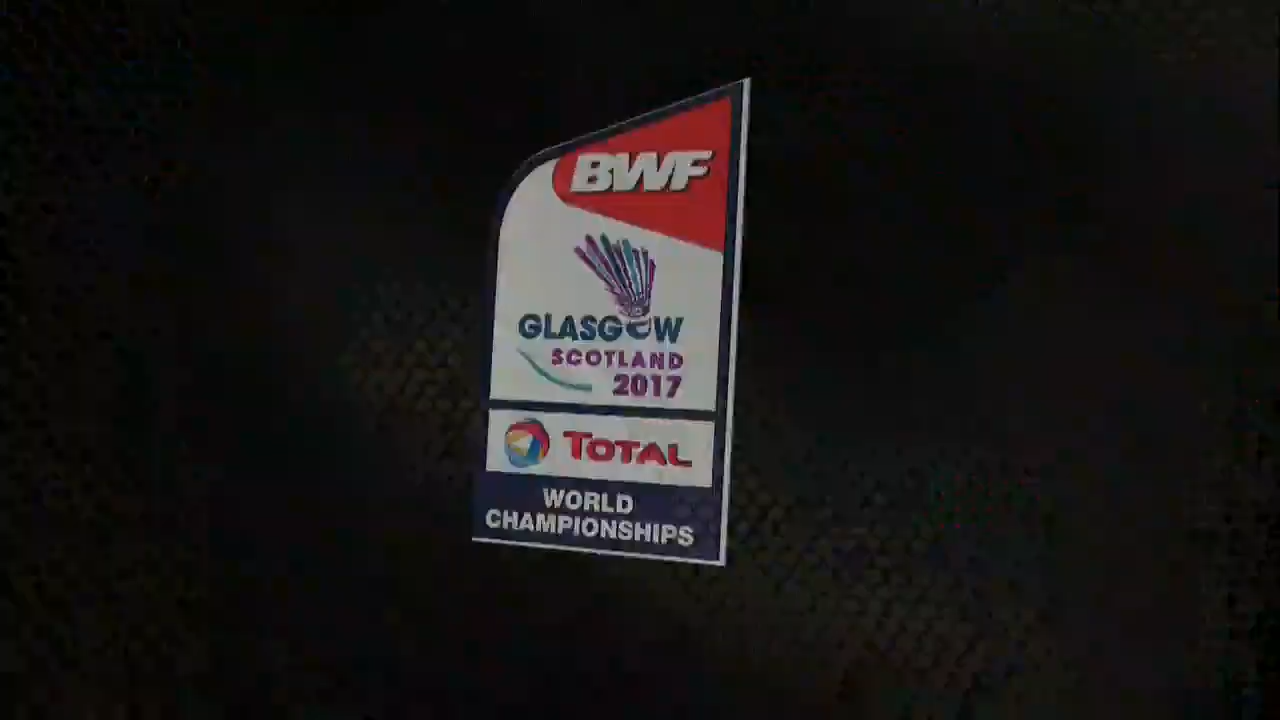 BWF
GLASGOW
SCOTLAND
2017
TOTAL
WORLD
CHAMPIONSHIPS